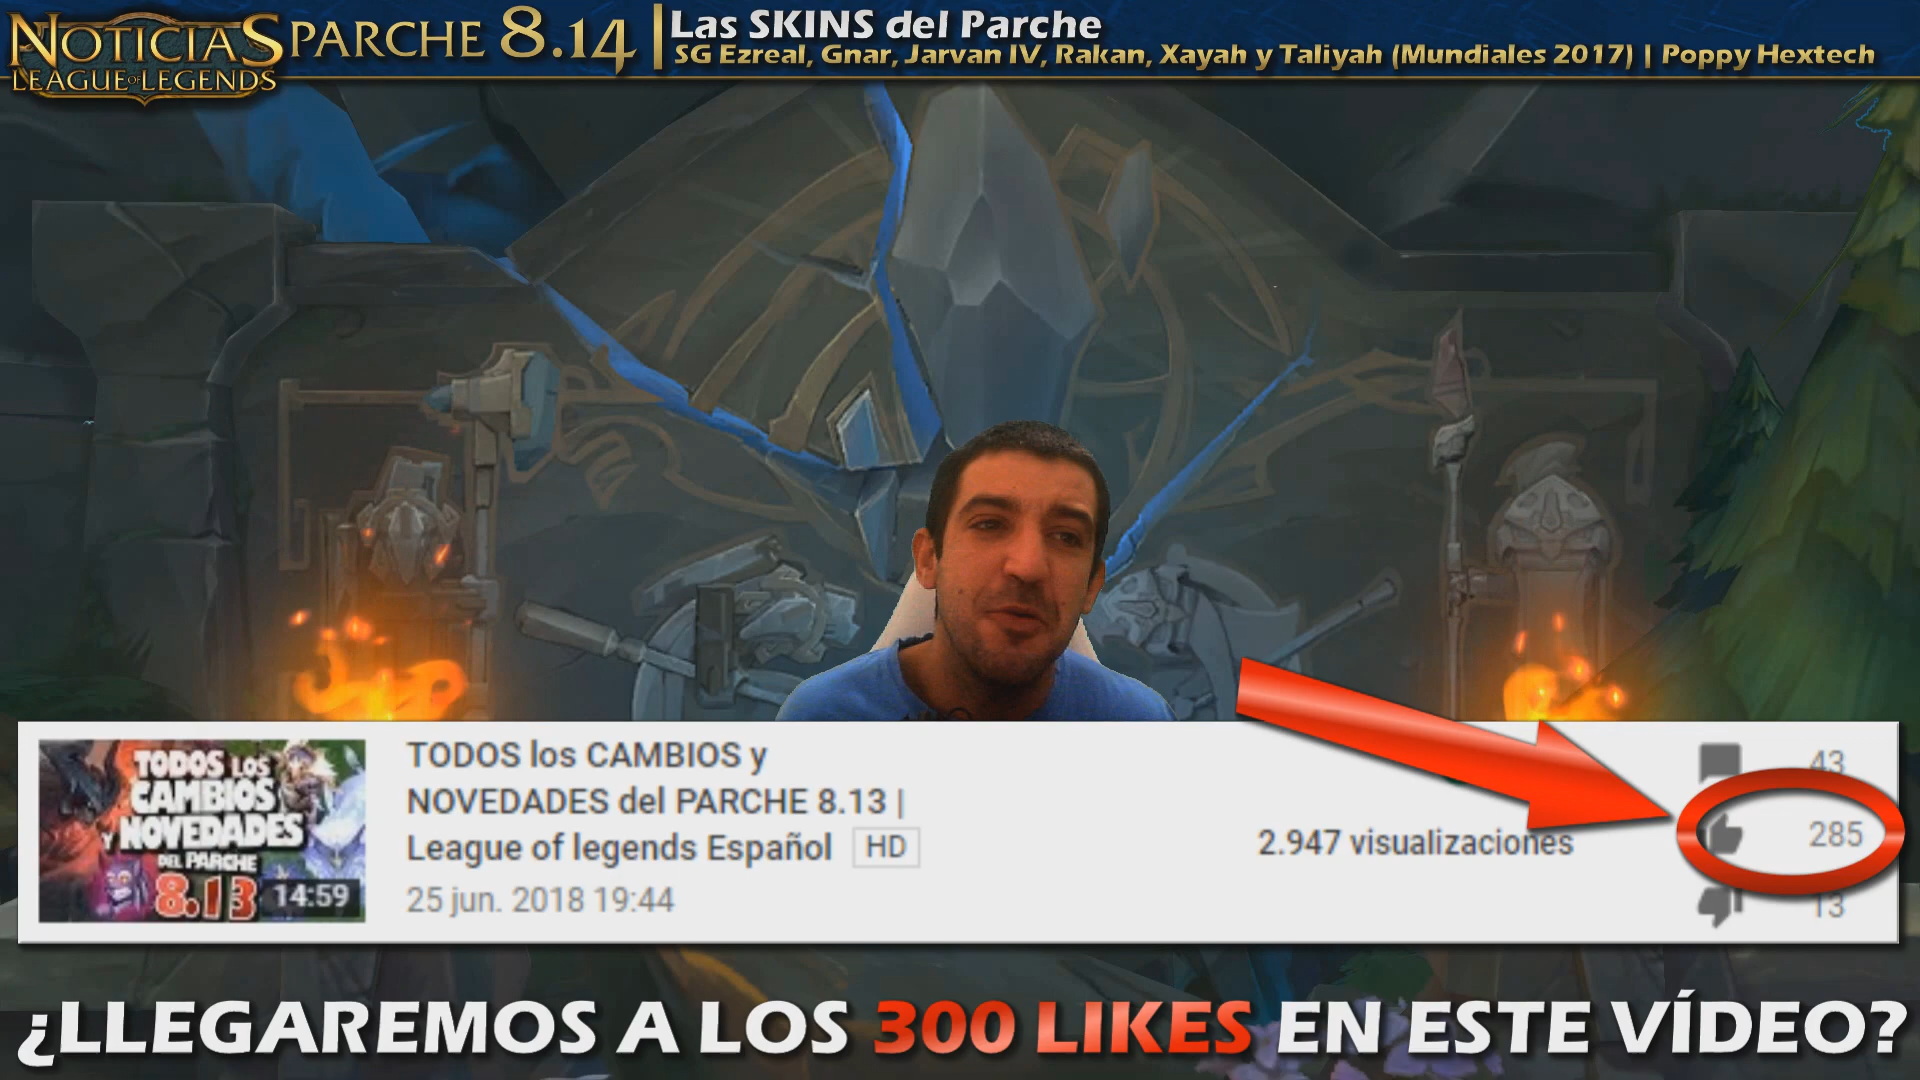 NOTICIAS
LEAGUE OF LEGENDS
PARCHE 8.14
Las SKINS del Parche
SG Ezreal, Gnar, Jarvan IV, Rakan, Xayah y Taliyah (Mundiales 2017) | Poppy Hextech
TODOS LOS
CAMBIOS
Y NOVEDADES
DEL PARCHE
8.13
14:59
TODOS los CAMBIOS y
NOVEDADES del PARCHE 8.13 |
League of legends Español HD
25 jun. 2018 19:44
2.947 visualizaciones
43
285
13
¿LLEGAREMOS A LOS 300 LIKES EN ESTE VÍDEO?